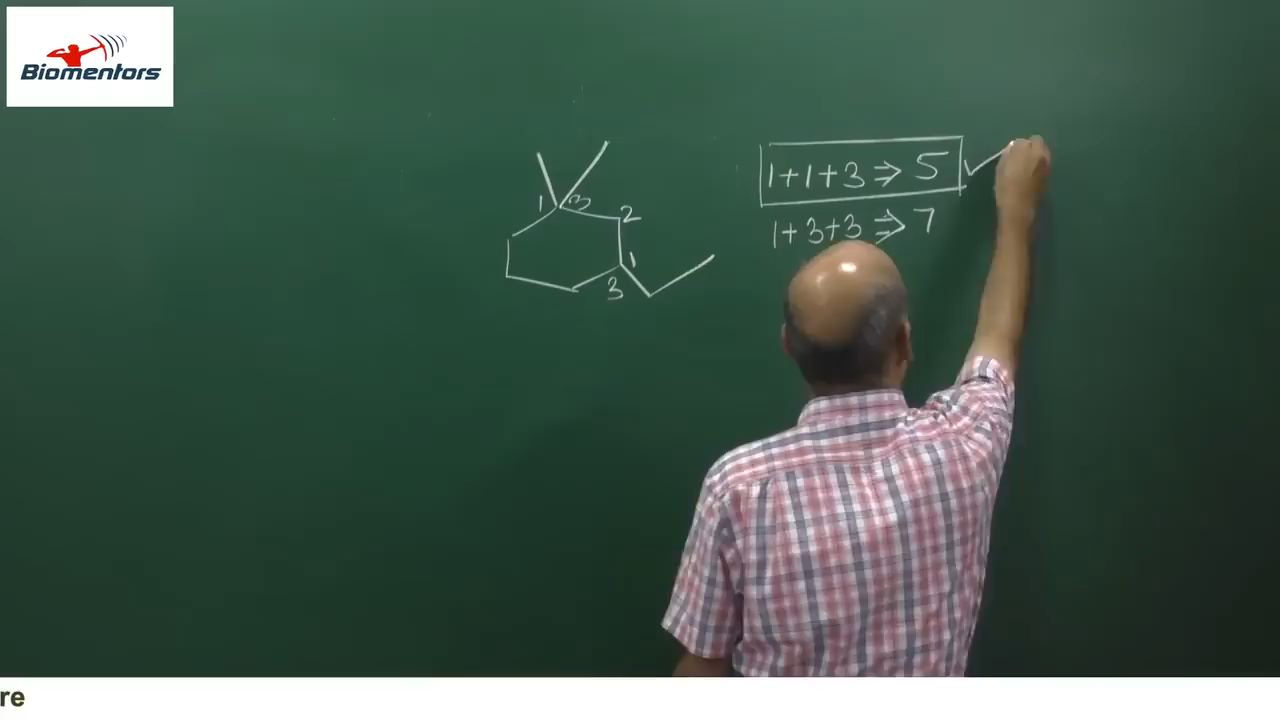 Biomentors
1+1+3 ⇒ 5
1+3+3 ⇒ 7
1 3
2
1
3
re